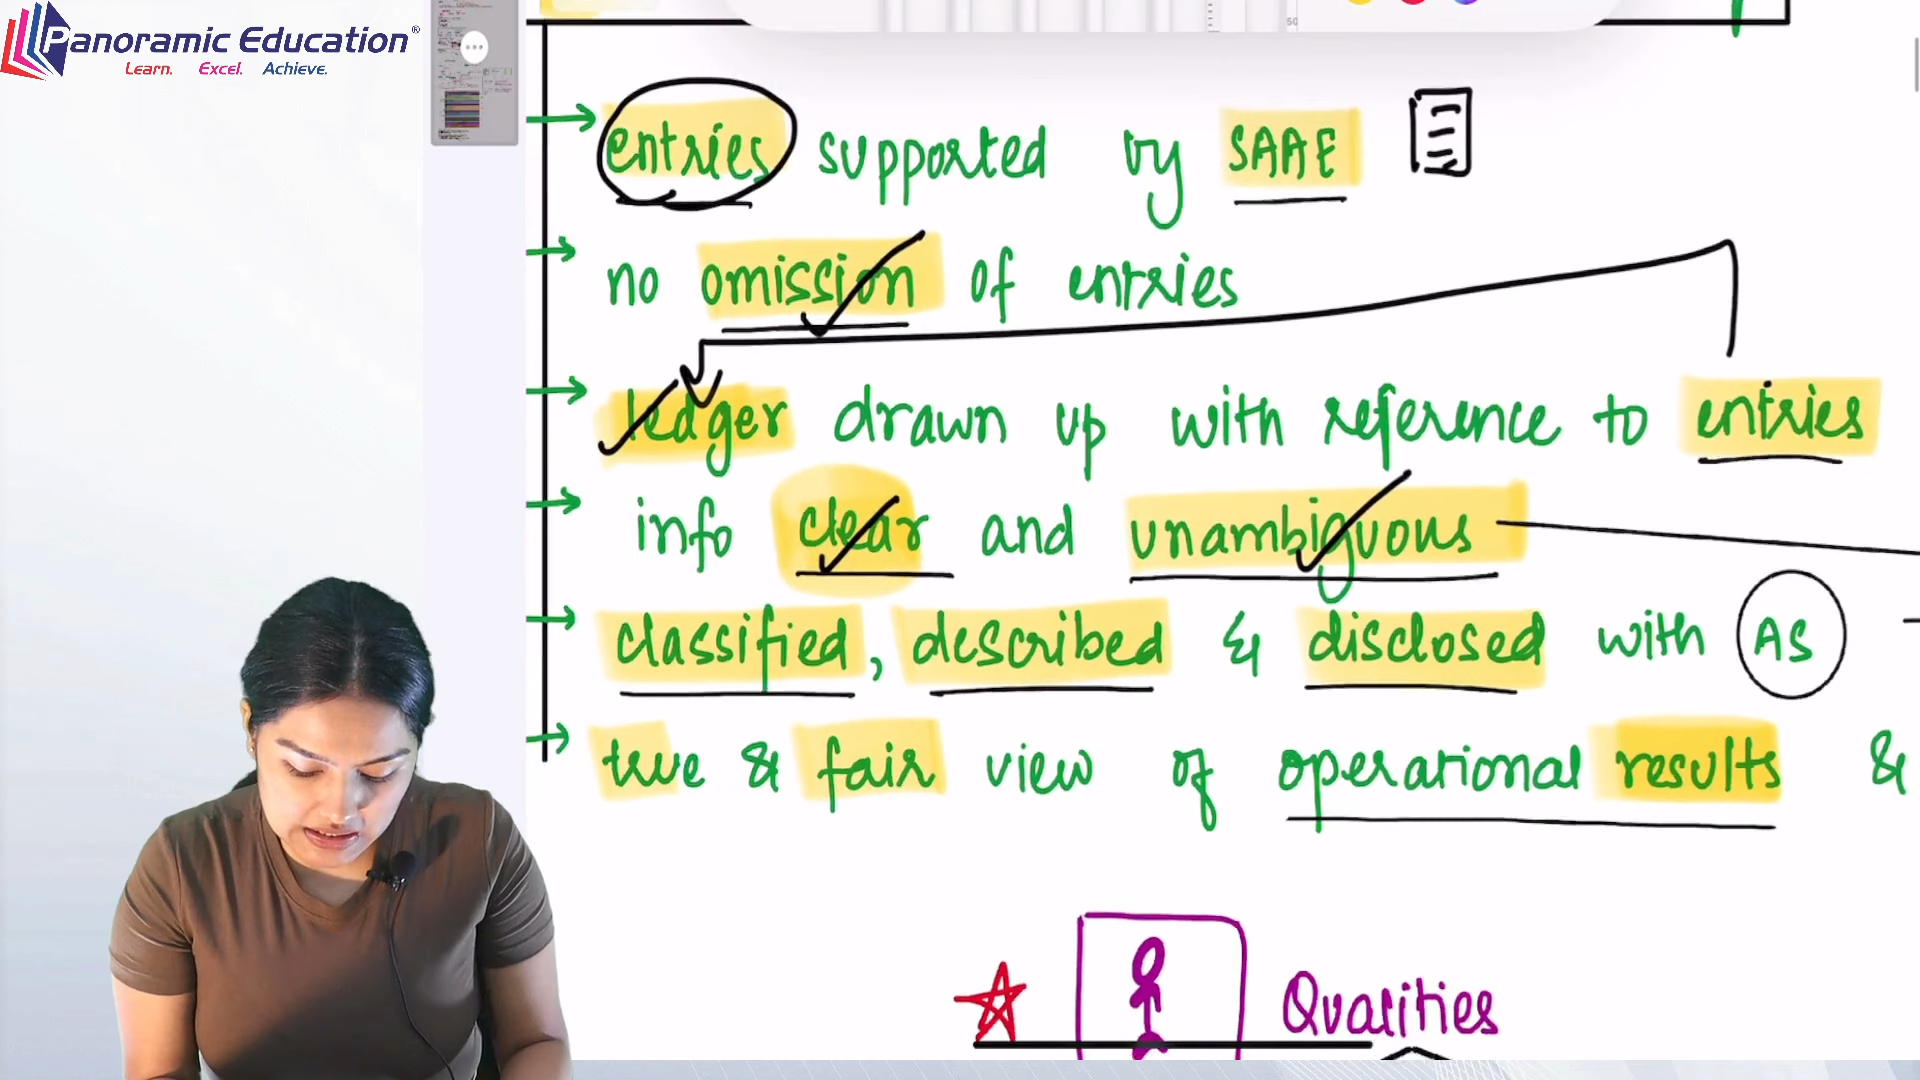 Panoramic Education®
Learn. Excel. Achieve.
50
entries supported by SAAE
no omission of entries
ledger drawn up with reference to entries
info clear and unambiguous
classified, described & disclosed with AS
true & fair view of operational results &
Qualities